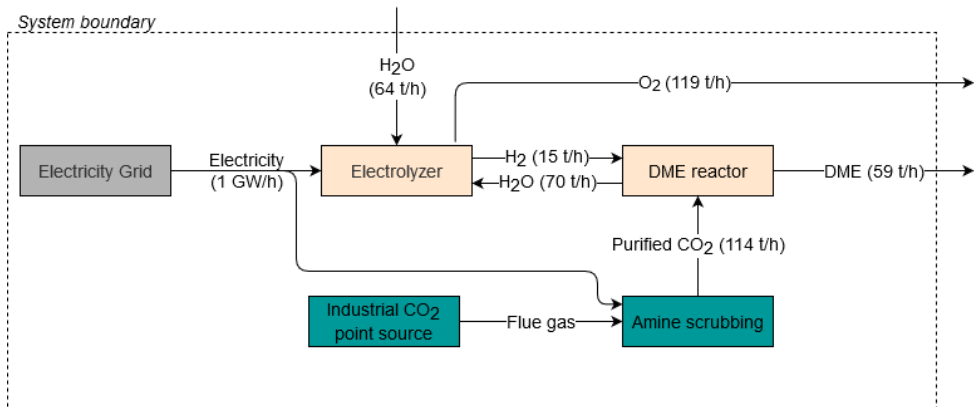 System boundary
H₂O
(64 t/h)
O₂ (119 t/h)
Electricity Grid
Electricity
(1 GW/h)
Electrolyzer
H₂ (15 t/h)
H₂O (70 t/h)
DME reactor
DME (59 t/h)
Purified CO₂ (114 t/h)
Industrial CO₂
point source
Flue gas
Amine scrubbing